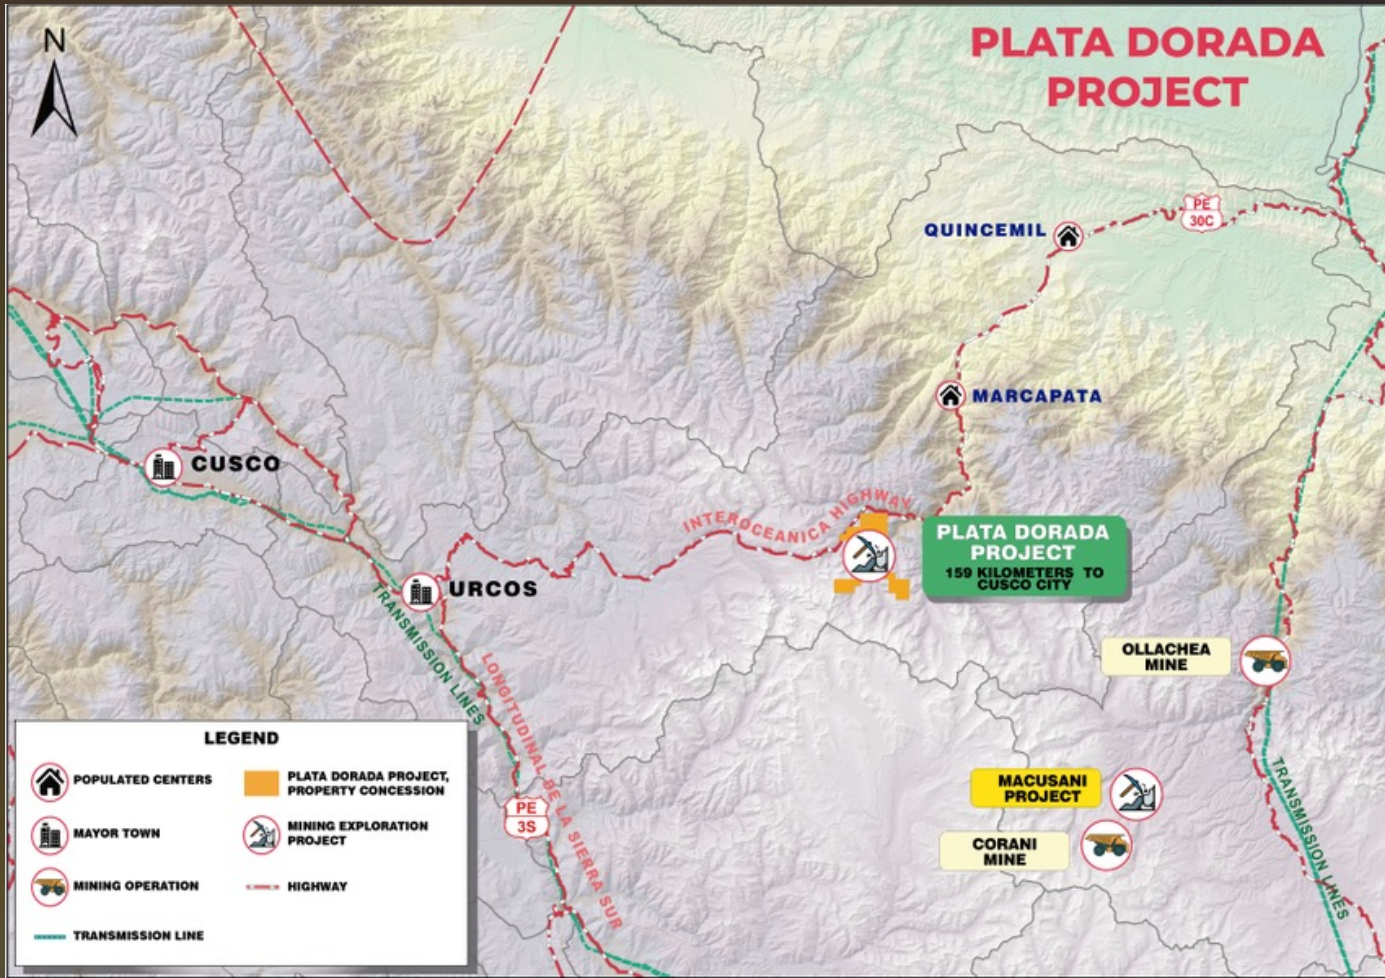 N
PLATA DORADA
PROJECT
QUINCEMIL
PE
30C
MARCAPATA
CUSCO
INTEROCEANICA HIGHWAY
PLATA DORADA
PROJECT
159 KILOMETERS TO
CUSCO CITY
URCOS
TRANSMISSION LINES
LONGITUDINAL DE LA SIERRA SUR
OLLACHEA
MINE
PE
3S
MACUSANI
PROJECT
CORANI
MINE
TRANSMISSION LINES
LEGEND
POPULATED CENTERS
PLATA DORADA PROJECT,
PROPERTY CONCESSION
MAYOR TOWN
MINING EXPLORATION
PROJECT
MINING OPERATION
HIGHWAY
TRANSMISSION LINE